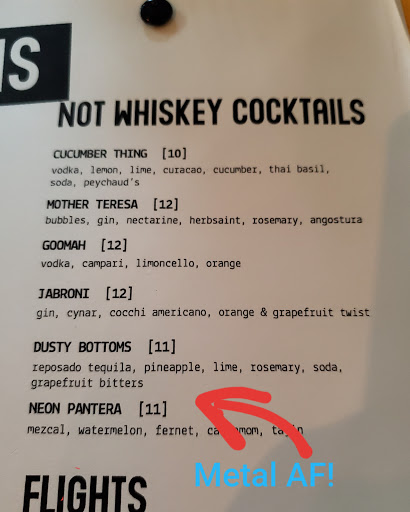 NOT WHISKEY COCKTAILS
CUCUMBER THING [10]
vodka, lemon, lime, curacao, cucumber, thai basil,
soda, peychaud's
MOTHER TERESA [12]
bubbles, gin, nectarine, herbsaint, rosemary, angostura
GOOMAH [12]
vodka, campari, limoncello, orange
JABRONI [12]
gin, cynar, cocchi americano, orange & grapefruit twist
DUSTY BOTTOMS [11]
reposado tequila, pineapple, lime, rosemary, soda,
grapefruit bitters
NEON PANTERA [11]
mezcal, watermelon, fernet,
Metal AF!
FLIGHTS